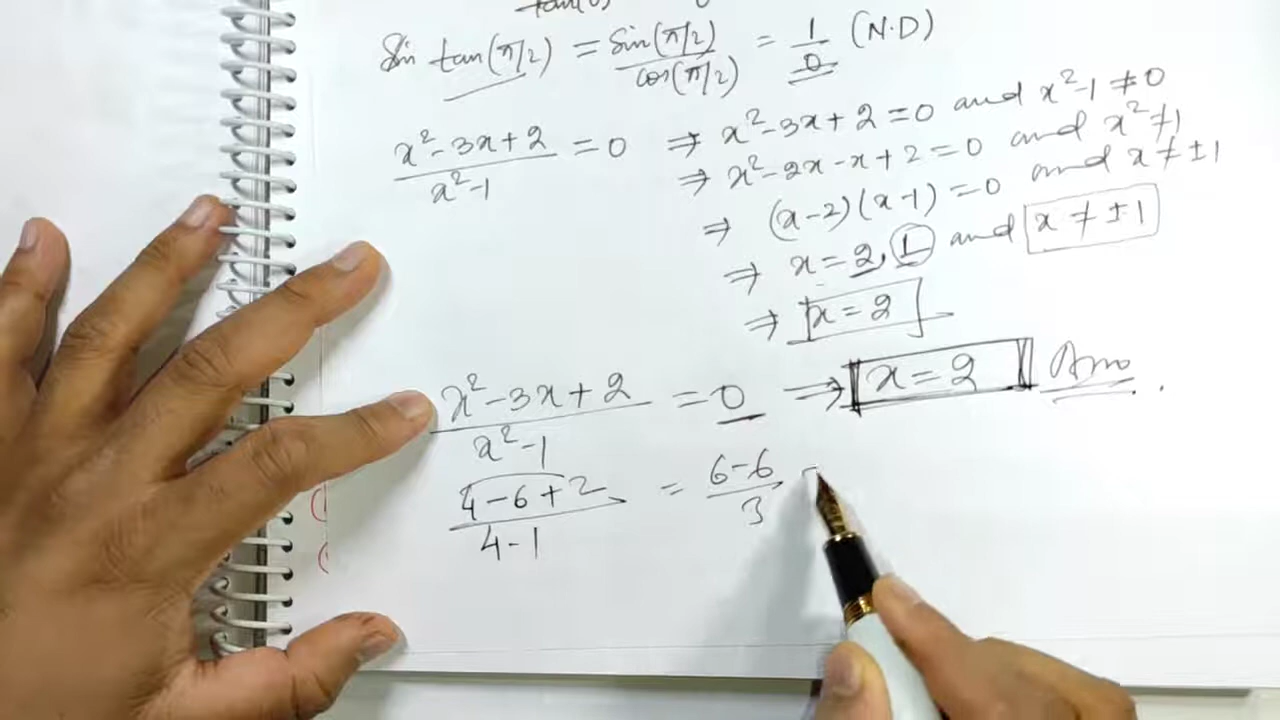 tan(
Sin tan(π/2) = sin(π/2)/cos(π/2) = 1/0 (N.D)
(x²-3x+2)/(x²-1) = 0 ⇒ x²-3x+2=0 and x²-1≠0
⇒ x²-2x-x+2=0 and x²≠1
⇒ (x-2)(x-1)=0 and x≠±1
⇒ x=2,1 and x≠±1
⇒ x=2
(x²-3x+2)/(x²-1) = 0 ⇒ x=2 Ans.
(4-6+2)/(4-1) = (6-6)/3